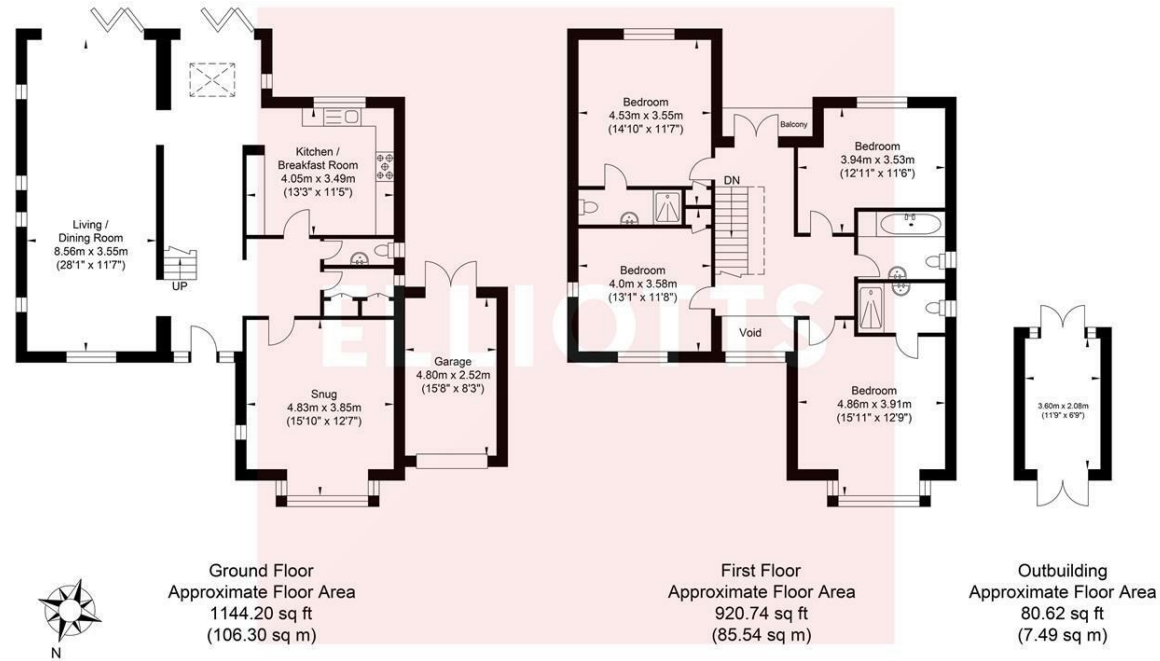 Living /
Dining Room
8.56m x 3.55m
(28'1" x 11'7")
UP
Kitchen /
Breakfast Room
4.05m x 3.49m
(13'3" x 11'5")
Snug
4.83m x 3.85m
(15'10" x 12'7")
Garage
4.80m x 2.52m
(15'8" x 8'3")
Bedroom
4.53m x 3.55m
(14'10" x 11'7")
Balcony
Bedroom
3.94m x 3.53m
(12'11" x 11'6")
DN
Bedroom
4.0m x 3.58m
(13'1" x 11'8")
Void
Bedroom
4.86m x 3.91m
(15'11" x 12'9")
3.60m x 2.08m
(11'9" x 6'9")
ELLIOTTS
Ground Floor
Approximate Floor Area
1144.20 sq ft
(106.30 sq m)
First Floor
Approximate Floor Area
920.74 sq ft
(85.54 sq m)
Outbuilding
Approximate Floor Area
80.62 sq ft
(7.49 sq m)
N